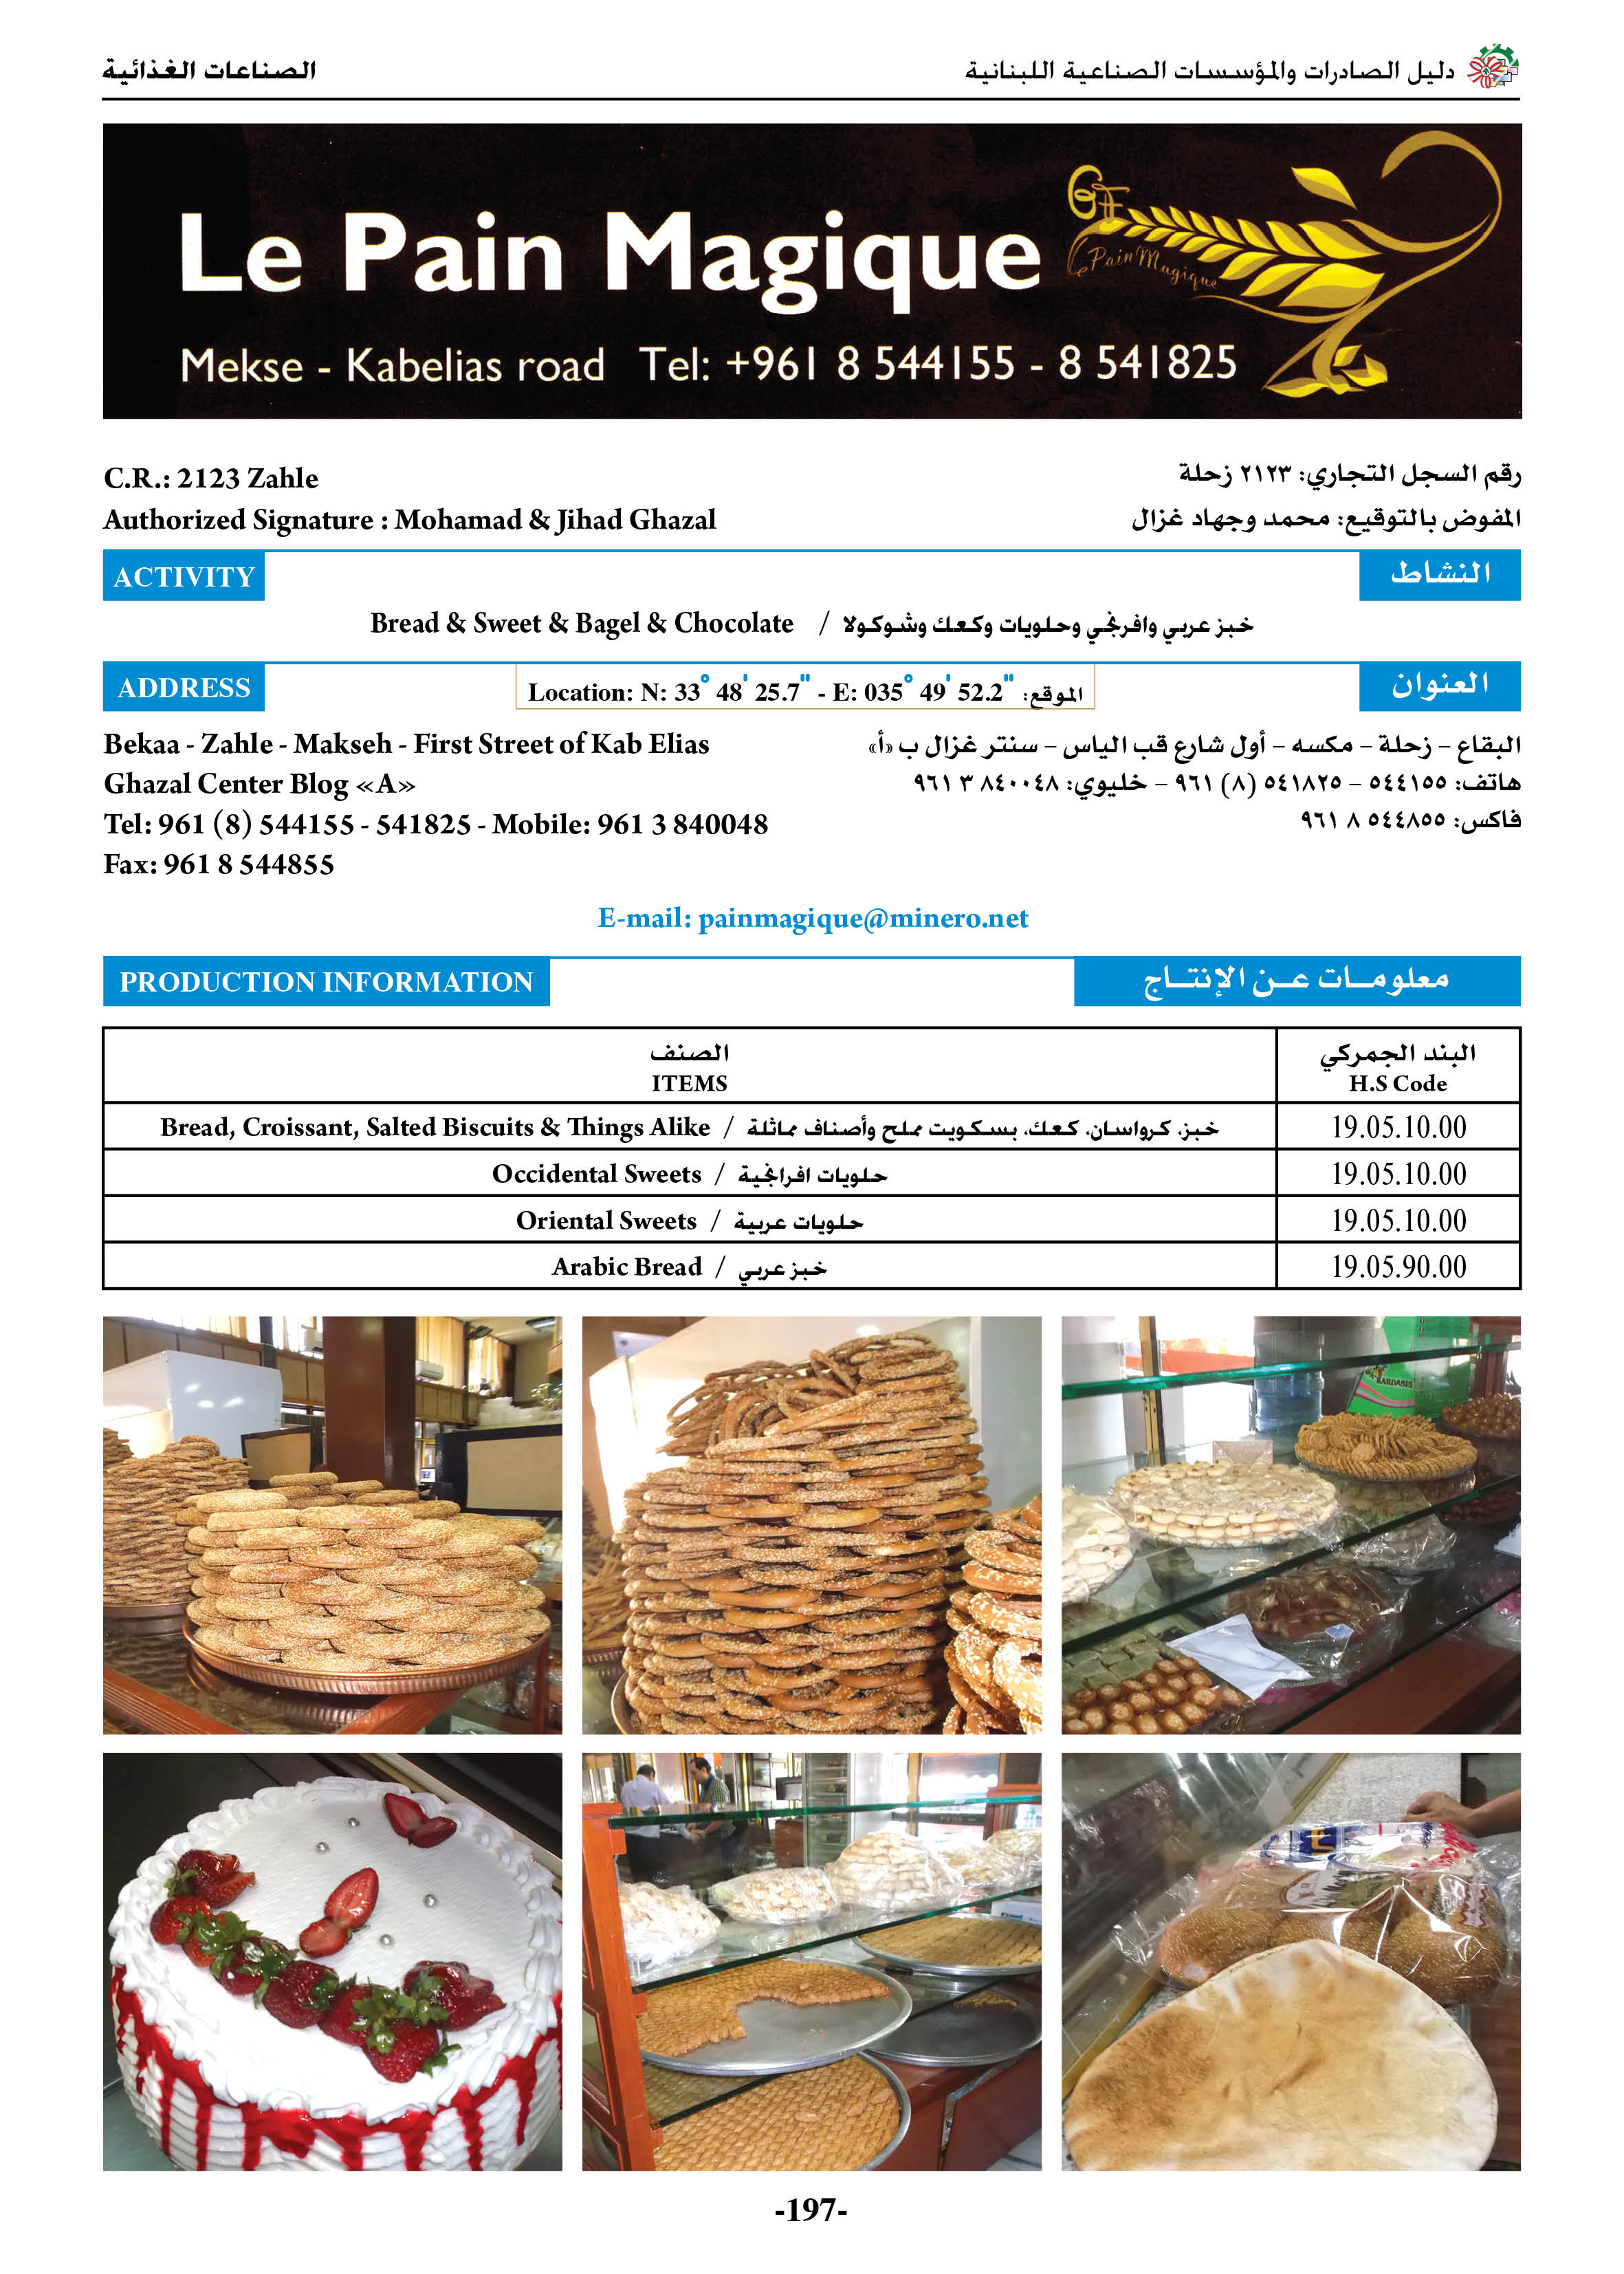 الصناعات الغذائية
دليل الصادرات والمؤسسات الصناعية اللبنانية
Le Pain Magique
GF
Le Pain Magique
Mekse - Kabelias road Tel: +961 8 544155 - 8 541825
C.R.: 2123 Zahle
رقم السجل التجاري: ٢١٢٣ زحلة
Authorized Signature : Mohamad & Jihad Ghazal
المفوض بالتوقيع: محمد وجهاد غزال
ACTIVITY
النشاط
Bread & Sweet & Bagel & Chocolate / خبز عربي وافرنجي وحلويات وكعك وشوكولا
ADDRESS
Location: N: 33° 48' 25.7" - E: 035° 49' 52.2" :الموقع
العنوان
Bekaa - Zahle - Makseh - First Street of Kab Elias
Ghazal Center Blog «A»
Tel: 961 (8) 544155 - 541825 - Mobile: 961 3 840048
Fax: 961 8 544855
البقاع – زحلة – مكسه – أول شارع قب الياس – سنتر غزال ب «أ»
هاتف: ٥٤٤١٥٥ – ٥٤١٨٢٥ (٨) ٩٦١ – خليوي: ٨٤٠٠٤٨ ٣ ٩٦١
فاكس: ٥٤٤٨٥٥ ٨ ٩٦١
E-mail: painmagique@minero.net
PRODUCTION INFORMATION
معلومــات عــن الإنتــاج
الصنف
ITEMS
البند الجمركي
H.S Code
Bread, Croissant, Salted Biscuits & Things Alike / خبز، كرواسان، كعك، بسكويت مملح وأصناف مماثلة
19.05.10.00
Occidental Sweets / حلويات افرانجية
19.05.10.00
Oriental Sweets / حلويات عربية
19.05.10.00
Arabic Bread / خبز عربي
19.05.90.00
KARDASIS
-197-